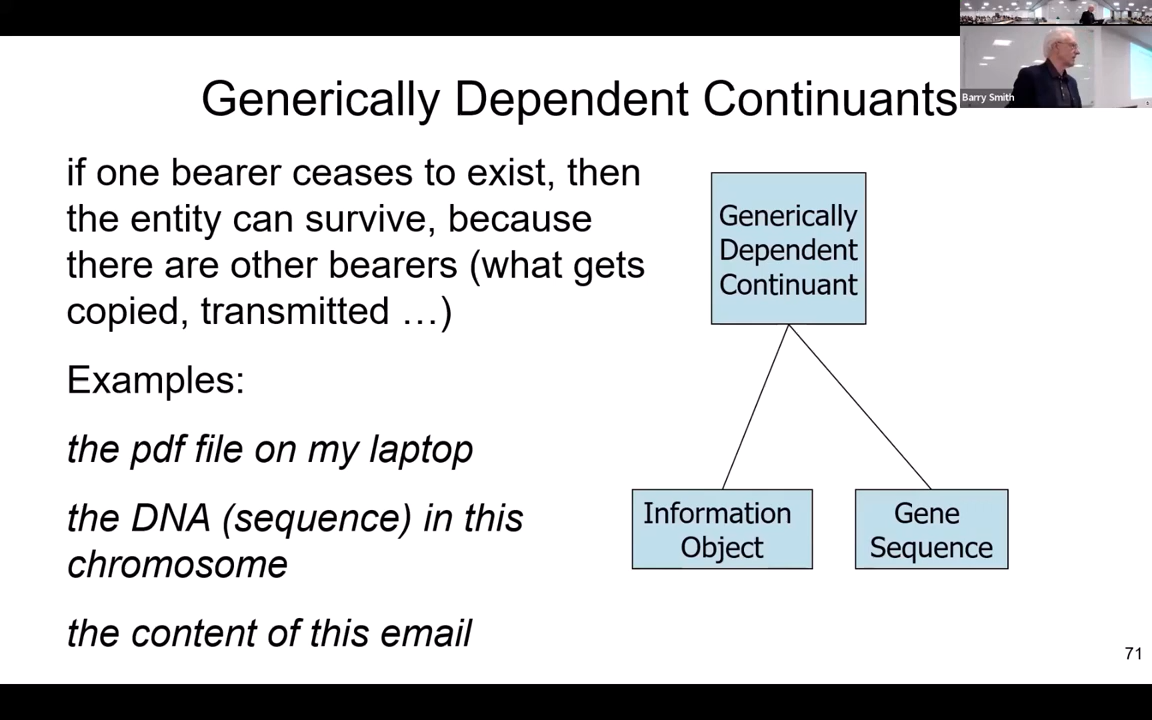 Generically Dependent Continuants
Barry Smith
if one bearer ceases to exist, then
the entity can survive, because
there are other bearers (what gets
copied, transmitted …)
Examples:
the pdf file on my laptop
the DNA (sequence) in this
chromosome
the content of this email
Generically
Dependent
Continuant
Information
Object
Gene
Sequence
71